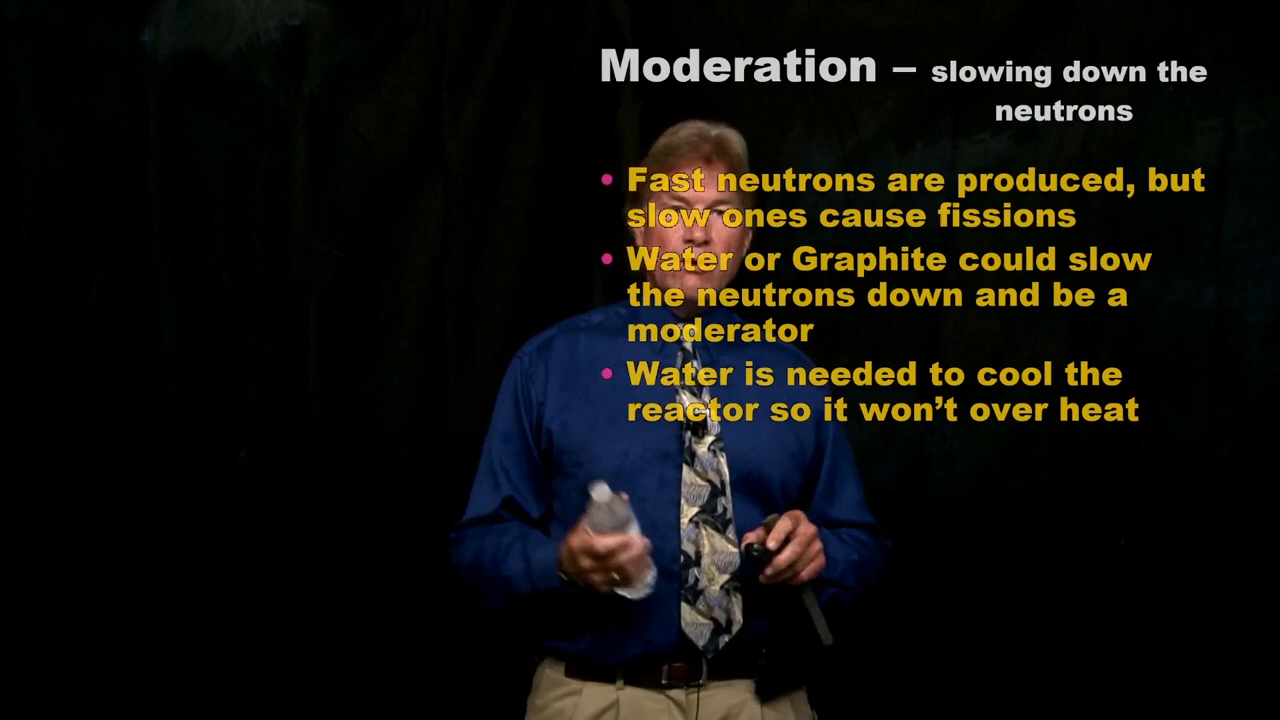 Moderation – slowing down the
neutrons
• Fast neutrons are produced, but
slow ones cause fissions
• Water or Graphite could slow
the neutrons down and be a
moderator
• Water is needed to cool the
reactor so it won’t over heat